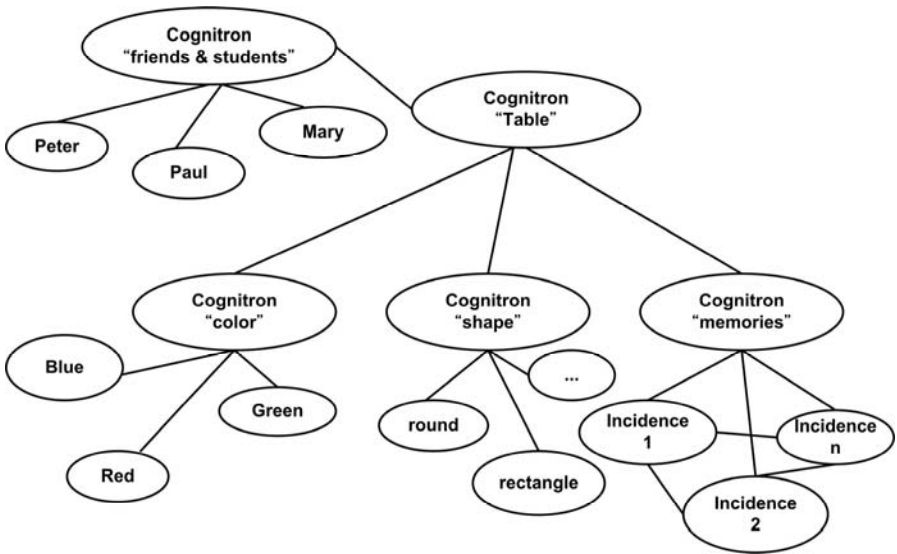 Cognitron
“friends & students”
Cognitron
“Table”
Peter
Paul
Mary
Cognitron
“color”
Cognitron
“shape”
Cognitron
“memories”
Blue
Green
Red
...
round
rectangle
Incidence
1
Incidence
n
Incidence
2